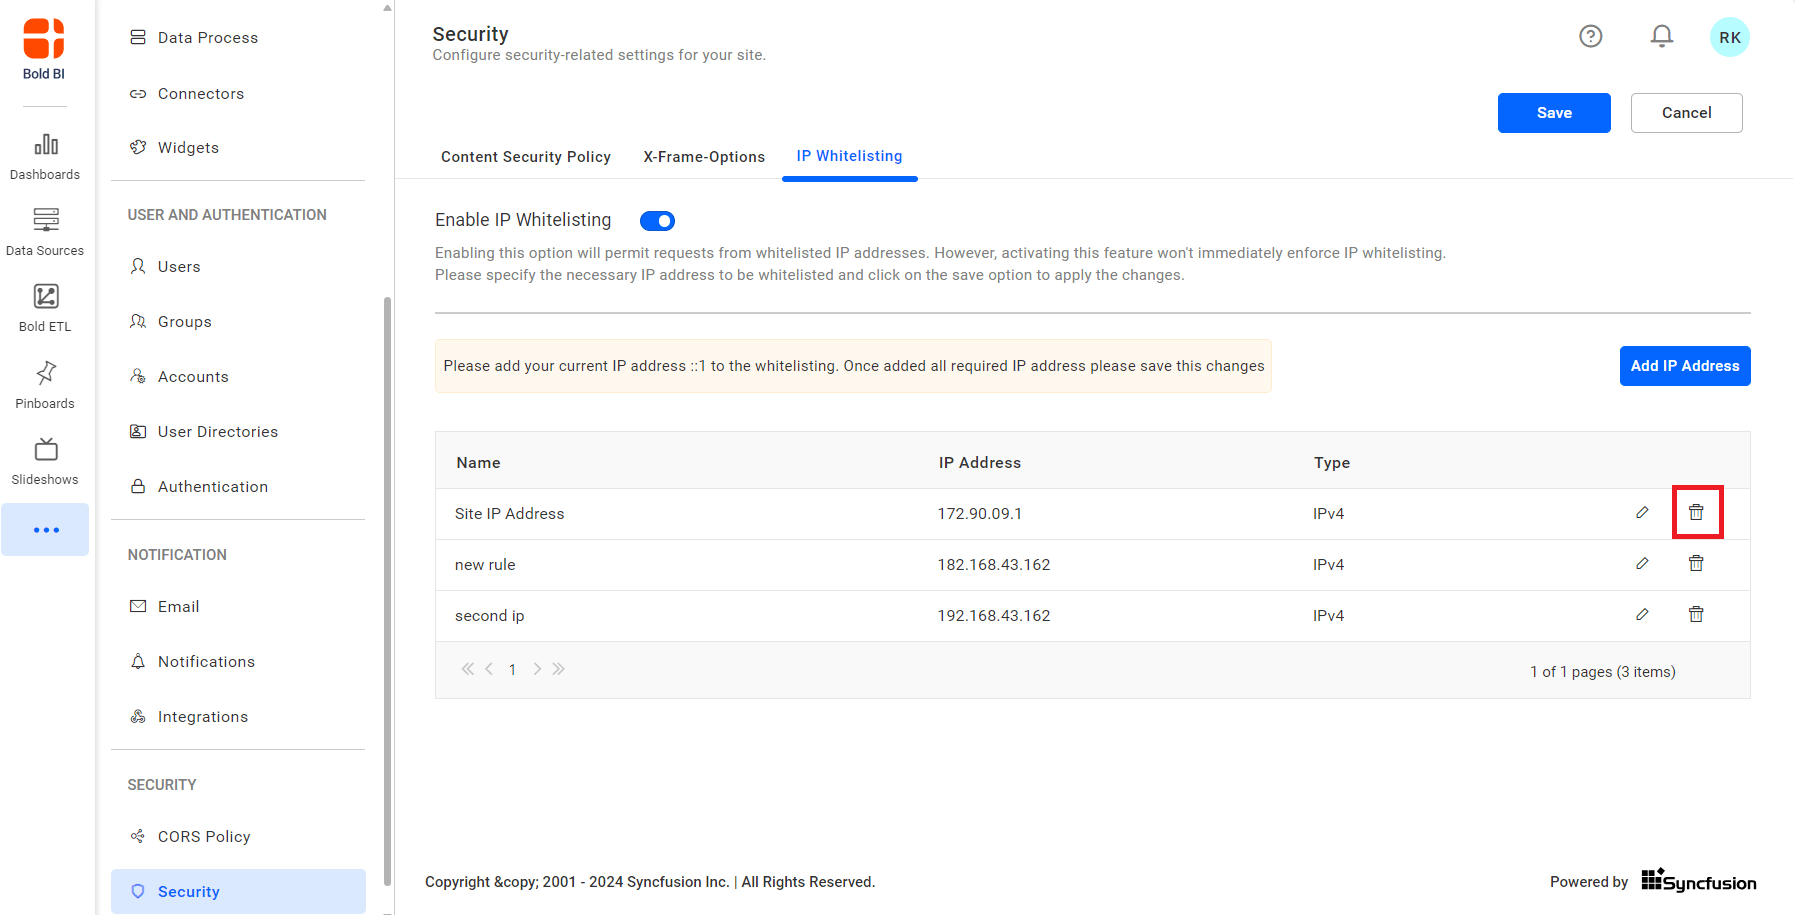 Bold BI
Dashboards
Data Sources
Bold ETL
Pinboards
Slideshows
Data Process
Connectors
Widgets
USER AND AUTHENTICATION
Users
Groups
Accounts
User Directories
Authentication
NOTIFICATION
Email
Notifications
Integrations
SECURITY
CORS Policy
Security
Security
Configure security-related settings for your site.
RK
Save
Cancel
Content Security Policy
X-Frame-Options
IP Whitelisting
Enable IP Whitelisting
Enabling this option will permit requests from whitelisted IP addresses. However, activating this feature won't immediately enforce IP whitelisting.
Please specify the necessary IP address to be whitelisted and click on the save option to apply the changes.
Please add your current IP address ::1 to the whitelisting. Once added all required IP address please save this changes
Add IP Address
Name IP Address Type
Site IP Address 172.90.09.1 IPv4
new rule 182.168.43.162 IPv4
second ip 192.168.43.162 IPv4
1
1 of 1 pages (3 items)
Copyright &copy; 2001 - 2024 Syncfusion Inc. | All Rights Reserved.
Powered by Syncfusion